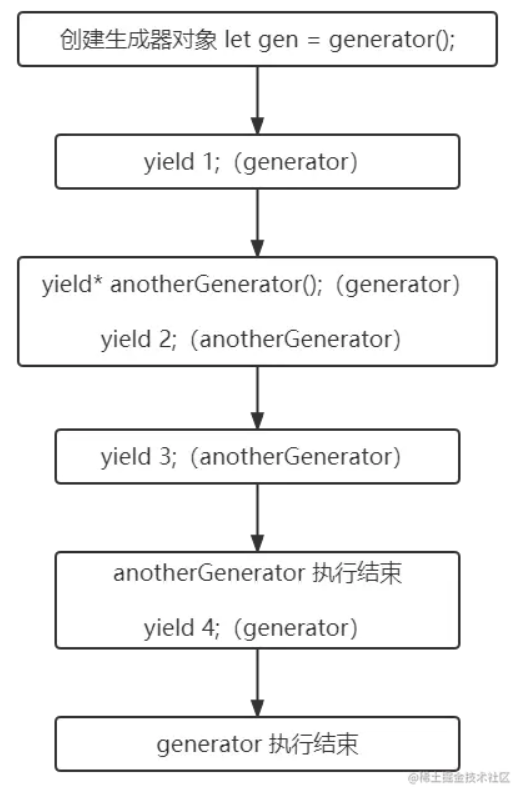 创建生成器对象 let gen = generator();
yield 1;（generator）
yield* anotherGenerator();（generator）
yield 2;（anotherGenerator）
yield 3;（anotherGenerator）
anotherGenerator 执行结束
yield 4;（generator）
generator 执行结束
@稀土掘金技术社区